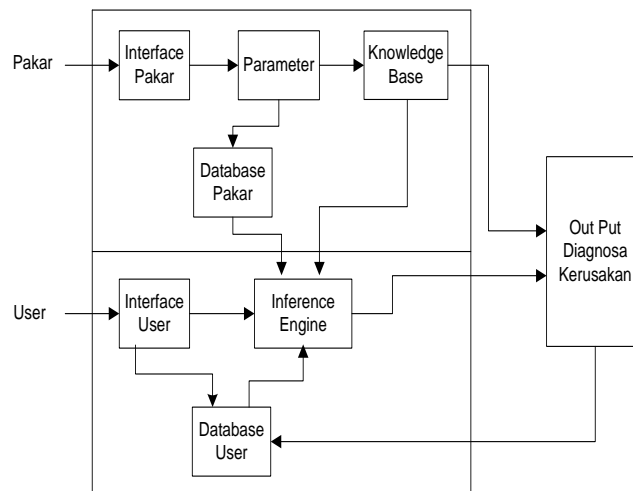 Pakar
Interface
Pakar
Parameter
Knowledge
Base
Database
Pakar
Out Put
Diagnosa
Kerusakan
User
Interface
User
Inference
Engine
Database
User